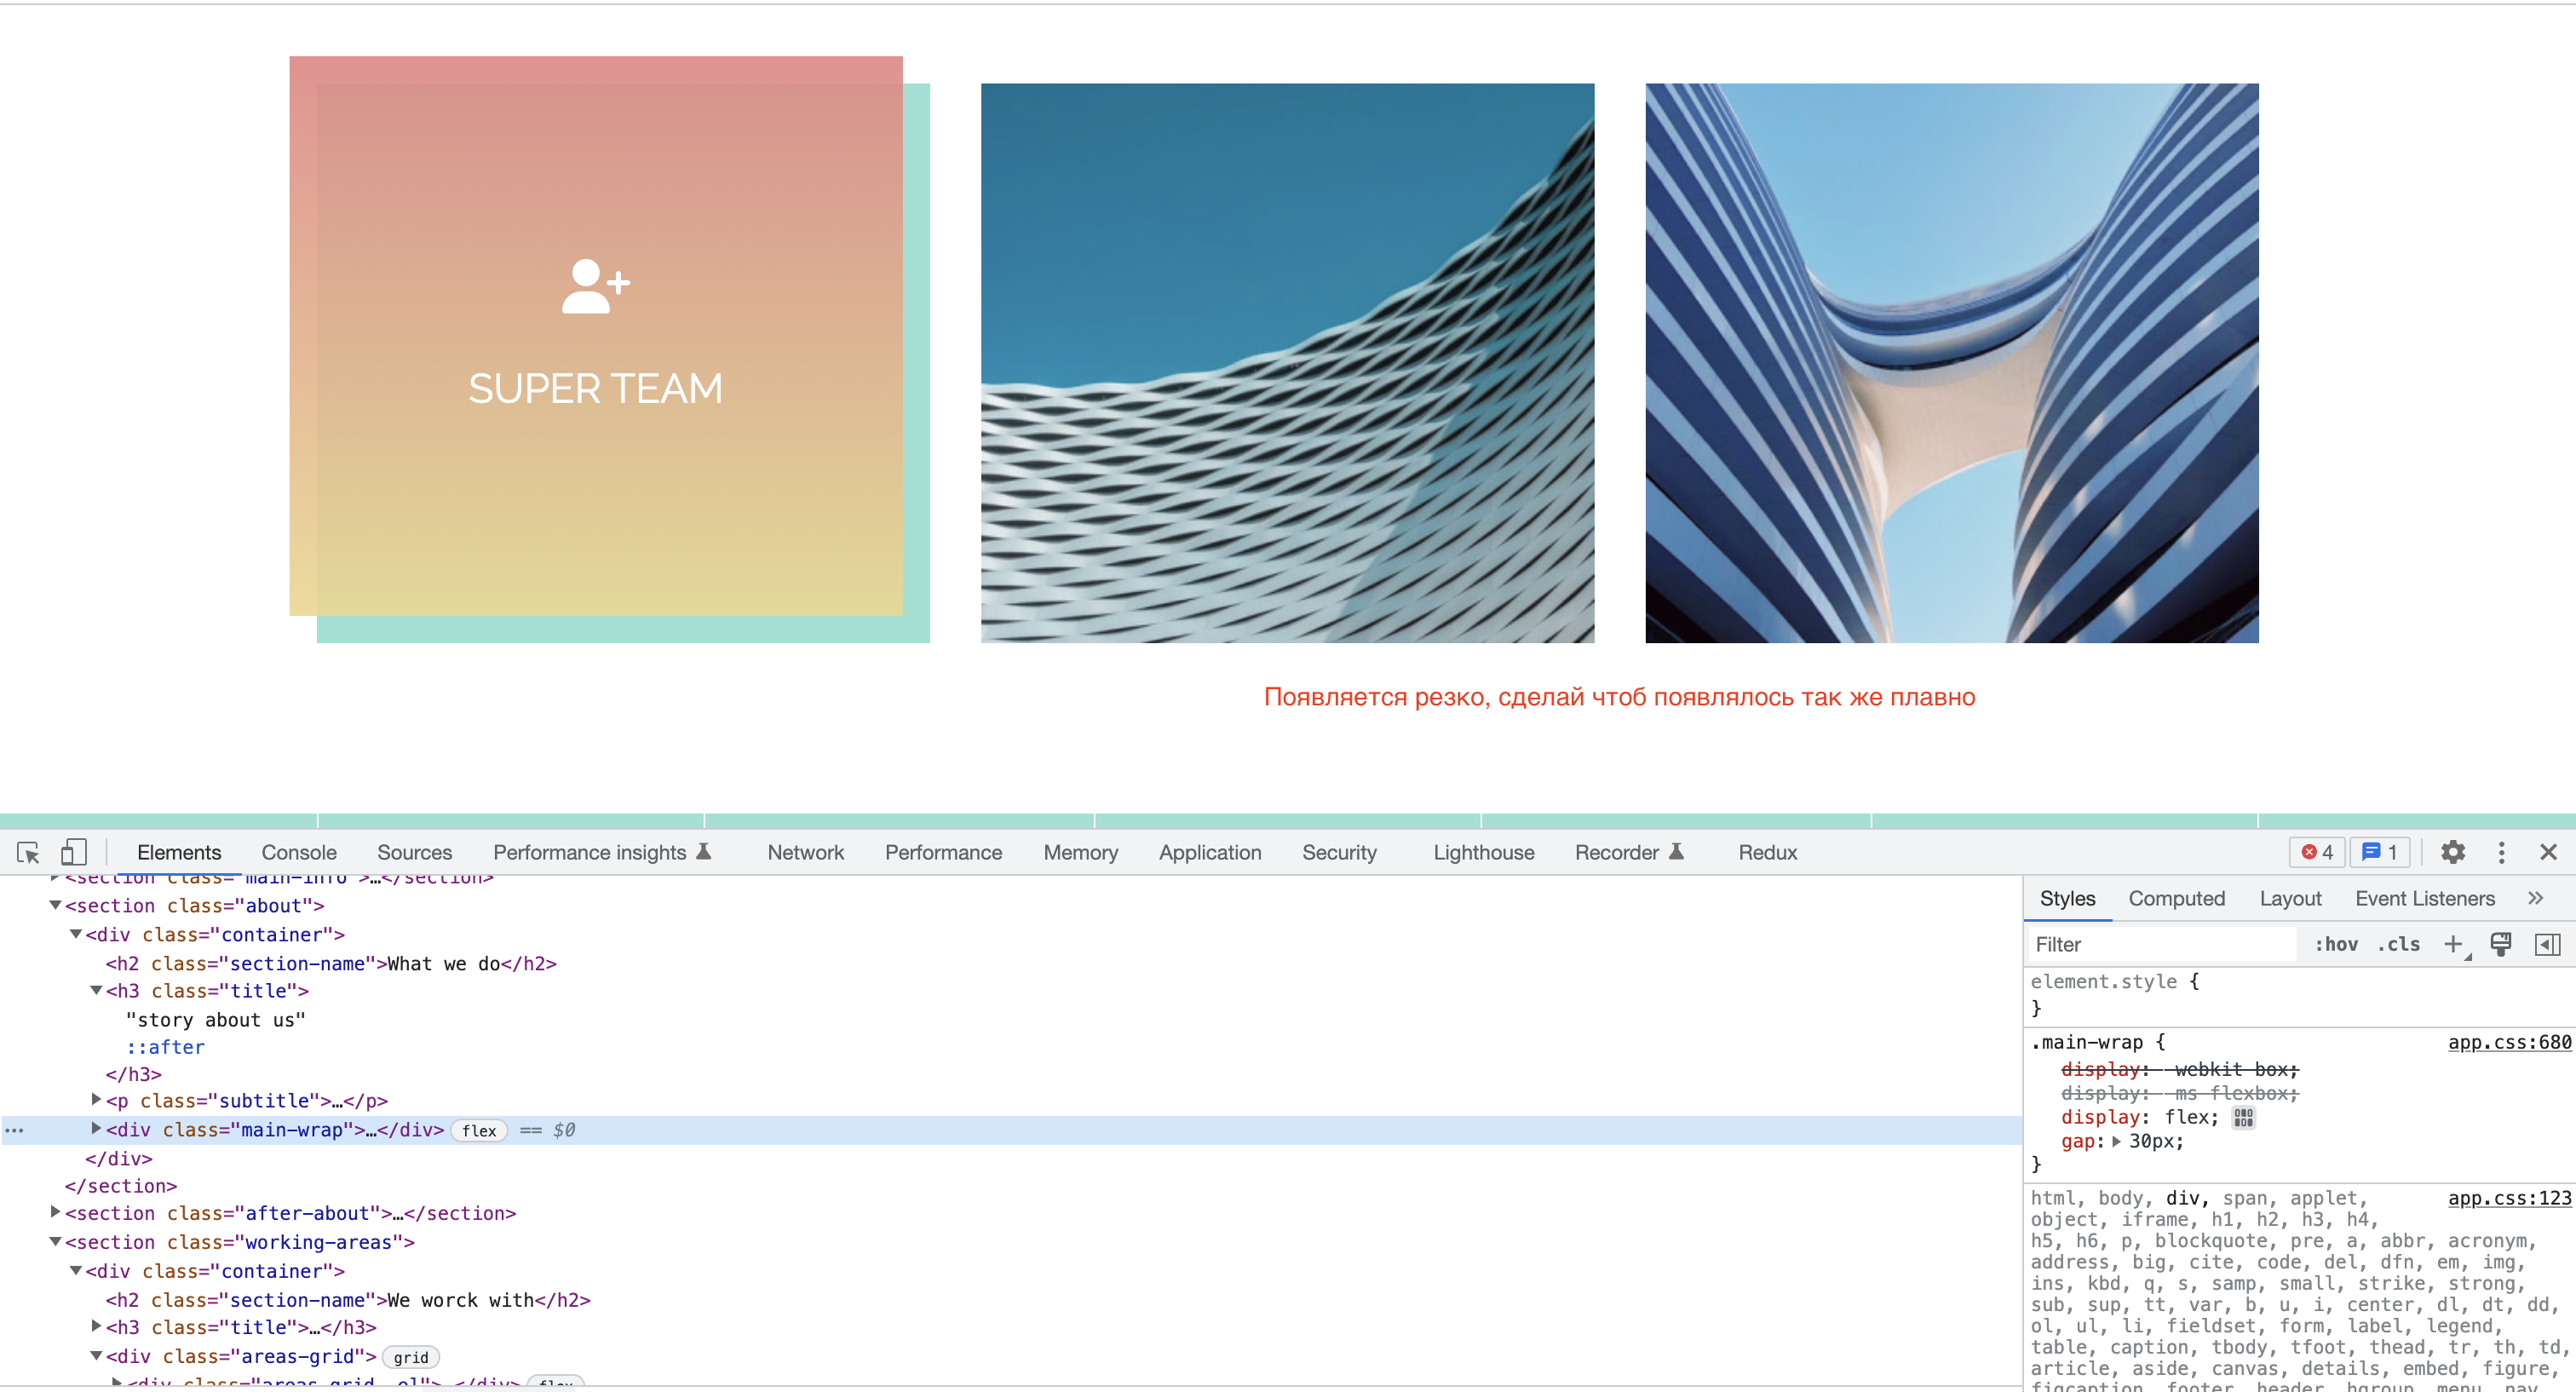 SUPER TEAM
Появляется резко, сделай чтоб появлялось так же плавно
Elements Console Sources Performance insights Network Performance Memory Application Security Lighthouse Recorder Redux 4 1
<section class="main-info">…</section>
<section class="about">
<div class="container">
<h2 class="section-name">What we do</h2>
<h3 class="title">
"story about us"
::after
</h3>
<p class="subtitle">…</p>
<div class="main-wrap">…</div> flex == $0
</div>
</section>
<section class="after-about">…</section>
<section class="working-areas">
<div class="container">
<h2 class="section-name">We worck with</h2>
<h3 class="title">…</h3>
<div class="areas-grid"> grid
Styles Computed Layout Event Listeners
Filter :hov .cls
element.style {
}
.main-wrap { app.css:680
display: -webkit-box;
display: -ms-flexbox;
display: flex;
gap: 30px;
}
html, body, div, span, applet, app.css:123
object, iframe, h1, h2, h3, h4,
h5, h6, p, blockquote, pre, a, abbr, acronym,
address, big, cite, code, del, dfn, em, img,
ins, kbd, q, s, samp, small, strike, strong,
sub, sup, tt, var, b, u, i, center, dl, dt, dd,
ol, ul, li, fieldset, form, label, legend,
table, caption, tbody, tfoot, thead, tr, th, td,
article, aside, canvas, details, embed, figure,
figcaption, footer, header, hgroup, menu, nav,